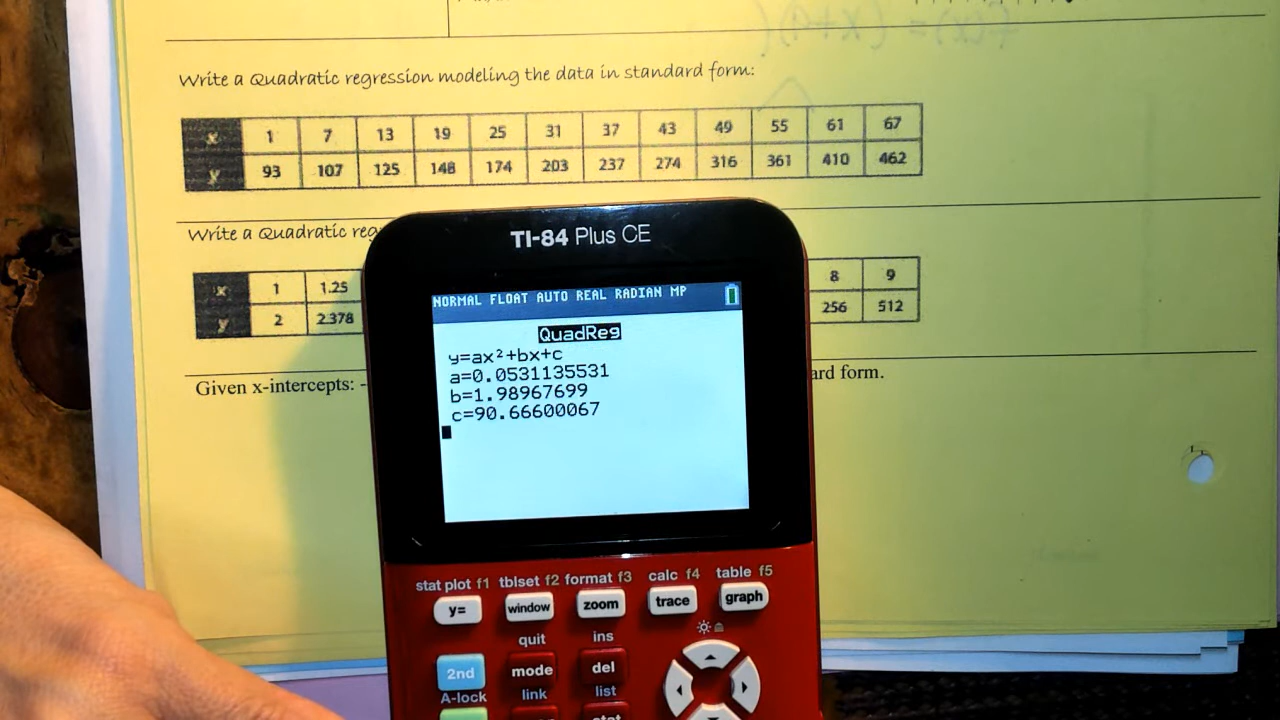 f(x) = (x+1)(
Write a Quadratic regression modeling the data in standard form:
x 1 7 13 19 25 31 37 43 49 55 61 67
y 93 107 125 148 174 203 237 274 316 361 410 462
Write a Quadratic reg
x 1 1.25 8 9
y 2 2.378 256 512
Given x-intercepts: - ard form.
TI-84 Plus CE
NORMAL FLOAT AUTO REAL RADIAN MP
QuadReg
y=ax²+bx+c
a=0.0531135531
b=1.98967699
c=90.66600067
stat plot f1 tblset f2 format f3 calc f4 table f5
y= window zoom trace graph
quit ins
2nd mode del
A-lock link list
stat